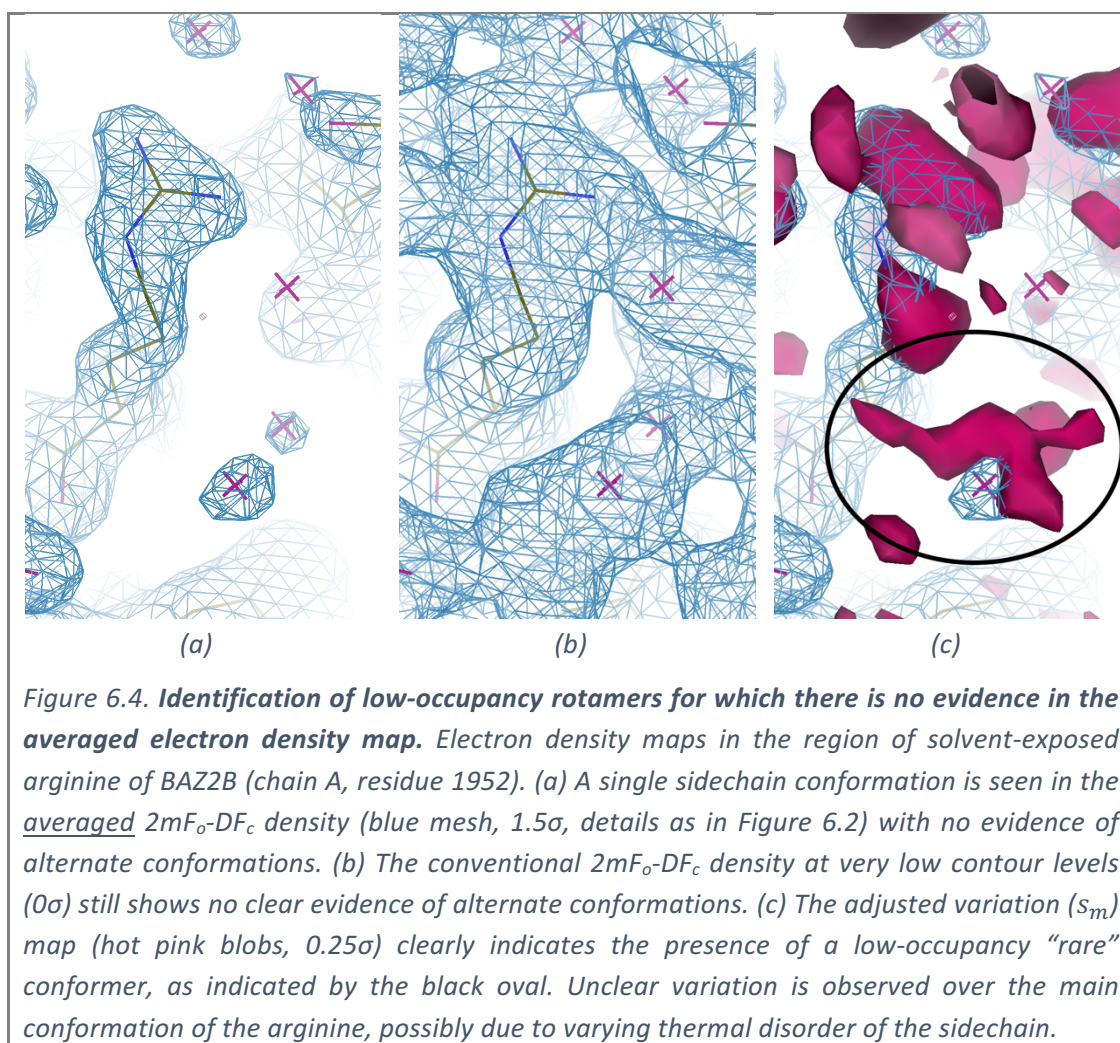 (a) (b) (c)
Figure 6.4. Identification of low-occupancy rotamers for which there is no evidence in the
averaged electron density map. Electron density maps in the region of solvent-exposed
arginine of BAZ2B (chain A, residue 1952). (a) A single sidechain conformation is seen in the
averaged 2mFₒ-DF꜀ density (blue mesh, 1.5σ, details as in Figure 6.2) with no evidence of
alternate conformations. (b) The conventional 2mFₒ-DF꜀ density at very low contour levels
(0σ) still shows no clear evidence of alternate conformations. (c) The adjusted variation (sₘ)
map (hot pink blobs, 0.25σ) clearly indicates the presence of a low-occupancy “rare”
conformer, as indicated by the black oval. Unclear variation is observed over the main
conformation of the arginine, possibly due to varying thermal disorder of the sidechain.